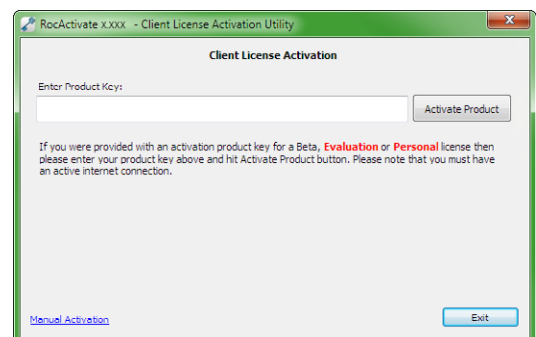 RocActivate x.xxx - Client License Activation Utility
Client License Activation
Enter Product Key:
Activate Product
If you were provided with an activation product key for a Beta, Evaluation or Personal license then
please enter your product key above and hit Activate Product button. Please note that you must have
an active internet connection.
Manual Activation
Exit